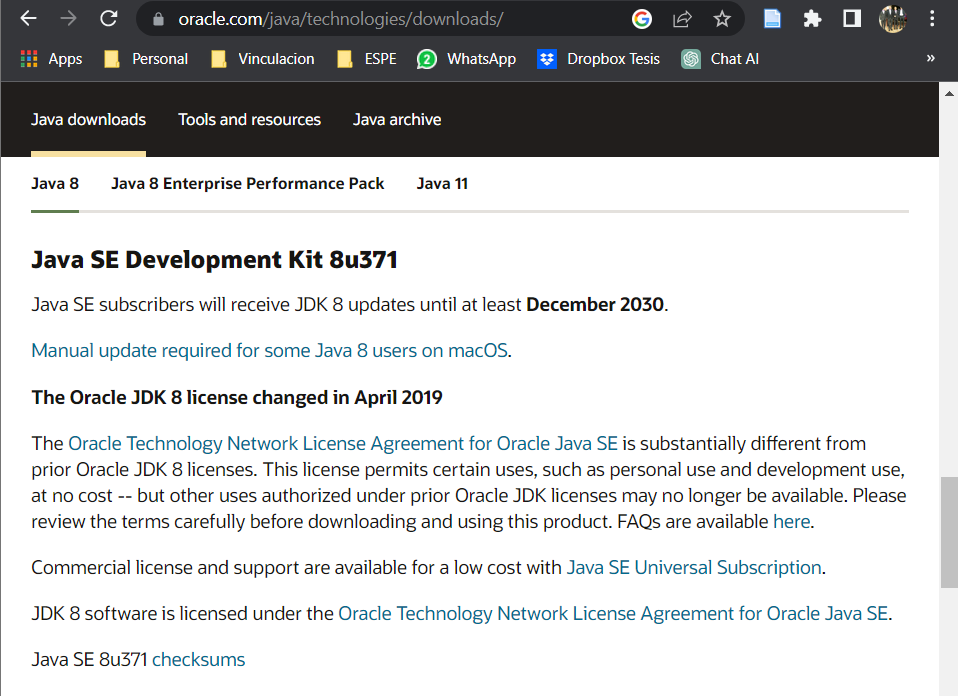 oracle.com/java/technologies/downloads/
Apps Personal Vinculacion ESPE 2 WhatsApp Dropbox Tesis Chat AI »
Java downloads Tools and resources Java archive
Java 8 Java 8 Enterprise Performance Pack Java 11
Java SE Development Kit 8u371
Java SE subscribers will receive JDK 8 updates until at least December 2030.
Manual update required for some Java 8 users on macOS.
The Oracle JDK 8 license changed in April 2019
The Oracle Technology Network License Agreement for Oracle Java SE is substantially different from
prior Oracle JDK 8 licenses. This license permits certain uses, such as personal use and development use,
at no cost -- but other uses authorized under prior Oracle JDK licenses may no longer be available. Please
review the terms carefully before downloading and using this product. FAQs are available here.
Commercial license and support are available for a low cost with Java SE Universal Subscription.
JDK 8 software is licensed under the Oracle Technology Network License Agreement for Oracle Java SE.
Java SE 8u371 checksums